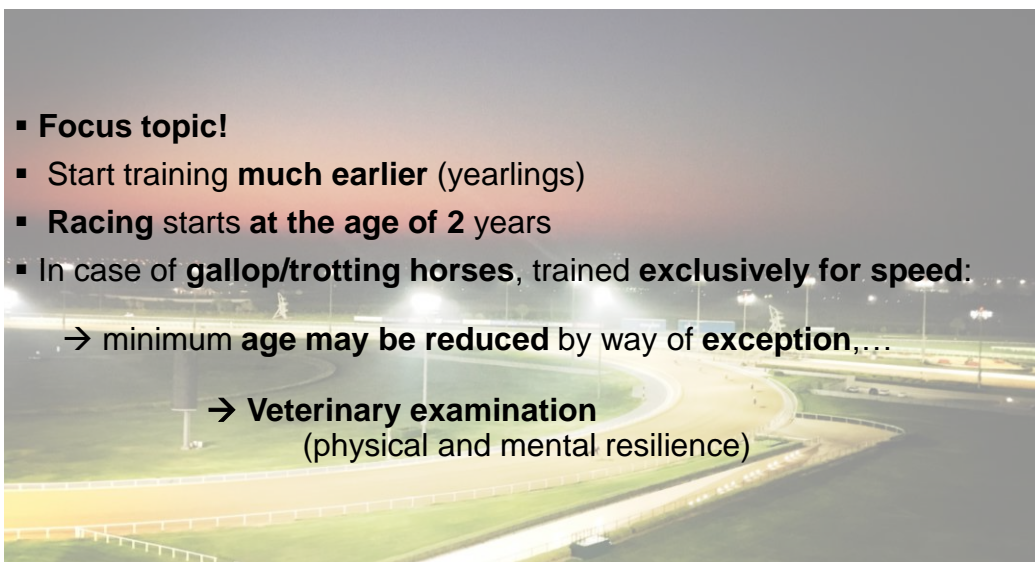 ▪ Focus topic!
▪ Start training much earlier (yearlings)
▪ Racing starts at the age of 2 years
▪ In case of gallop/trotting horses, trained exclusively for speed:
→ minimum age may be reduced by way of exception,…
→ Veterinary examination
(physical and mental resilience)